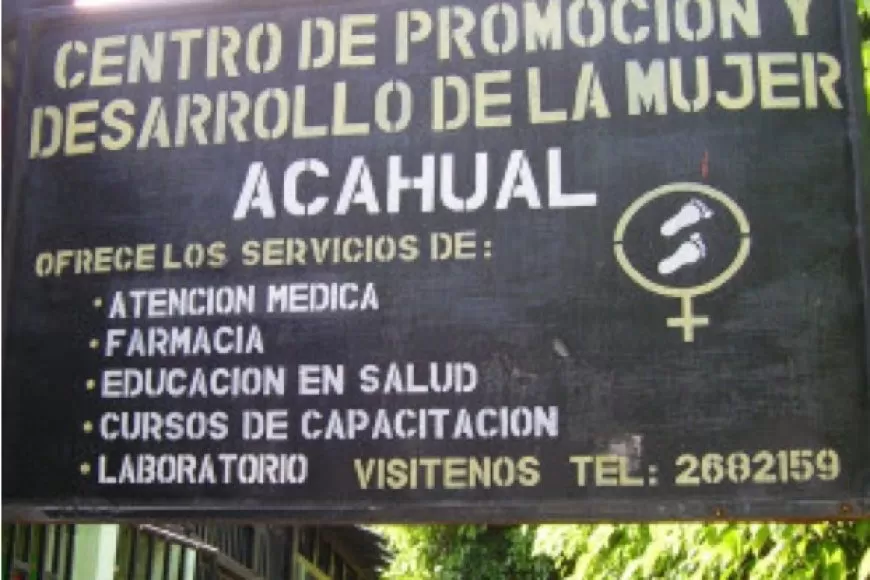 CENTRO DE PROMOCION Y
DESARROLLO DE LA MUJER
ACAHUAL
OFRECE LOS SERVICIOS DE:
· ATENCION MEDICA
· FARMACIA
· EDUCACION EN SALUD
· CURSOS DE CAPACITACION
· LABORATORIO VISITENOS TEL: 2682159